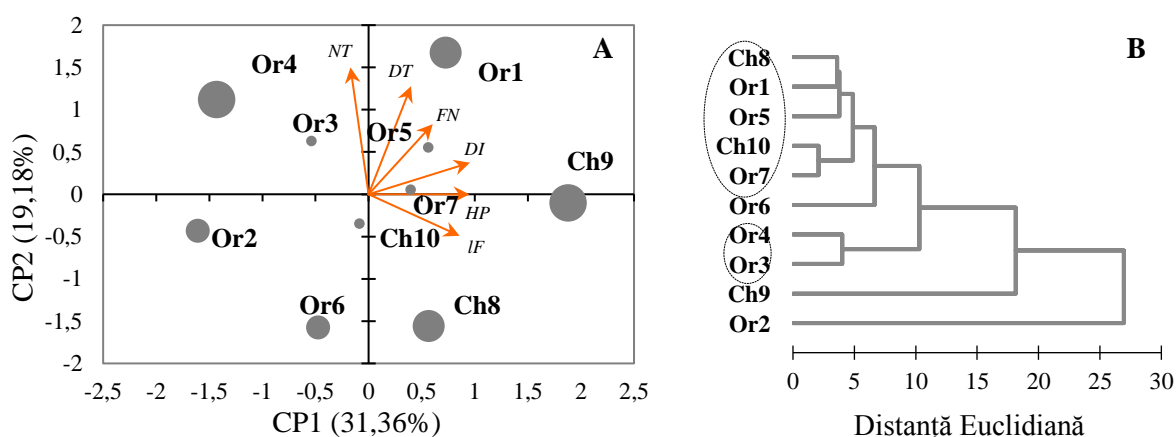 A
2
1,5
1
0,5
0
-0,5
-1
-1,5
-2
CP2 (19,18%)
NT
DT
FN
DI
HP
lF
Or4
Or1
Or3
Or5
Ch9
Or7
Or2
Ch10
Or6
Ch8
-2,5 -2 -1,5 -1 -0,5 0 0,5 1 1,5 2 2,5
CP1 (31,36%)
B
Ch8
Or1
Or5
Ch10
Or7
Or6
Or4
Or3
Ch9
Or2
0 5 10 15 20 25 30
Distanță Euclidiană